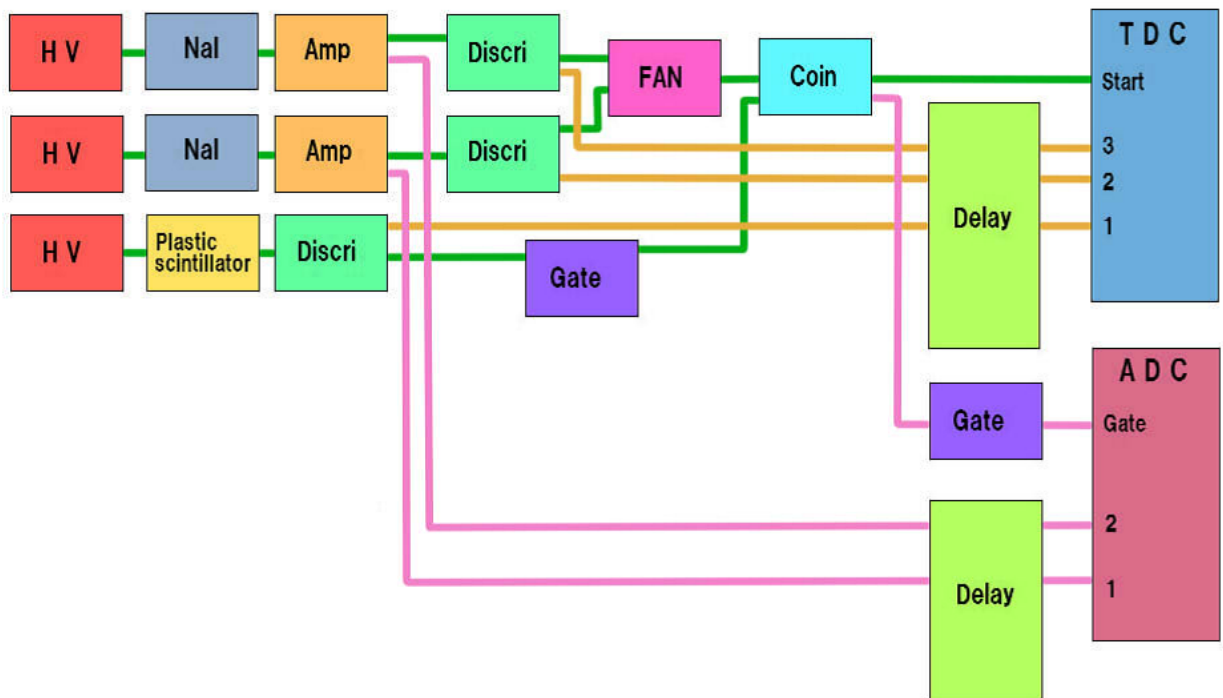 H V
NaI
Amp
Discri
FAN
Coin
T D C
Start
H V
NaI
Amp
Discri
3
2
1
Delay
H V
Plastic
scintillator
Discri
Gate
A D C
Gate
Gate
2
1
Delay